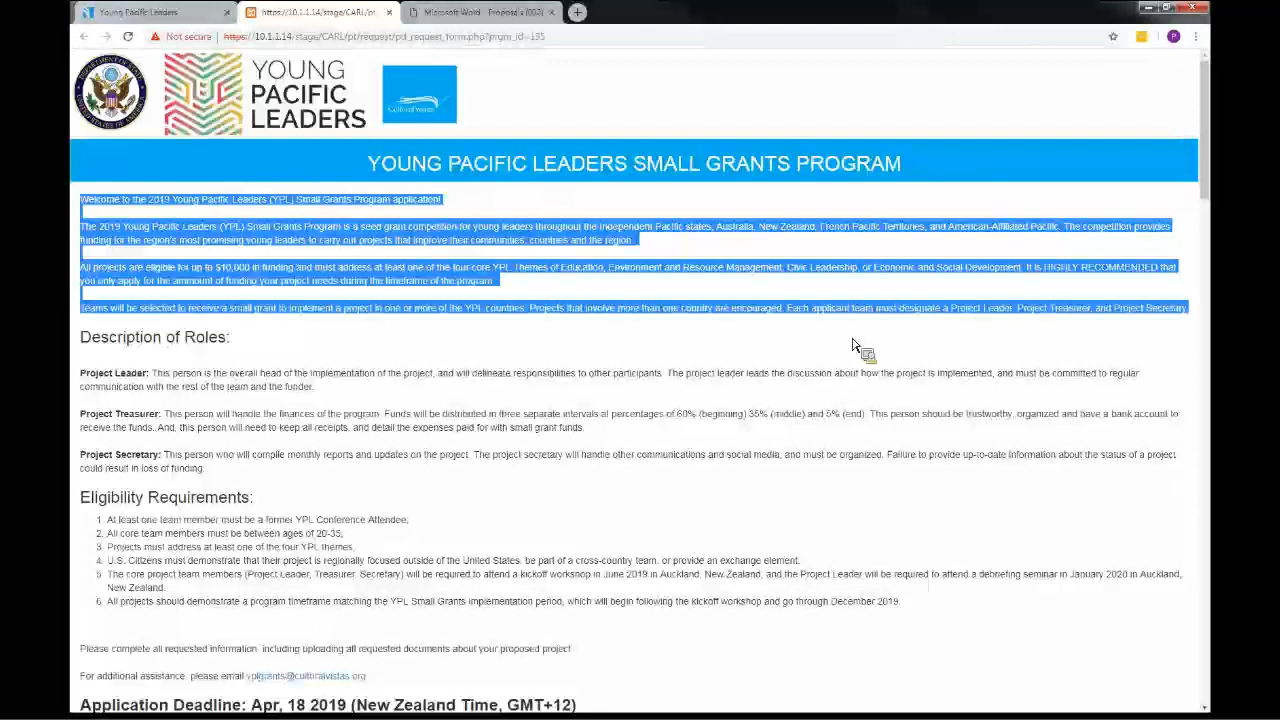 Young Pacific Leaders
https://10.1.1.14/stage/CARL/pt
Microsoft Word - Proposals (002)
Not secure
https://10.1.1.14/stage/CARL/pt/request/pd_request_form.php?prgm_id=195
YOUNG
PACIFIC
LEADERS
Cultural Vistas
YOUNG PACIFIC LEADERS SMALL GRANTS PROGRAM
Welcome to the 2019 Young Pacific Leaders (YPL) Small Grants Program application!
The 2019 Young Pacific Leaders (YPL) Small Grants Program is a seed grant competition for young leaders throughout the Independent Pacific states, Australia, New Zealand, French Pacific Territories, and American-Affiliated Pacific. The competition provides
funding for the region's most promising young leaders to carry out projects that improve their communities, countries and the region.
All projects are eligible for up to $10,000 in funding and must address at least one of the four core YPL Themes of Education, Environment and Resource Management, Civic Leadership, or Economic and Social Development. It is HIGHLY RECOMMENDED that
you only apply for the ammount of funding your project needs during the timeframe of the program.
Teams will be selected to receive a small grant to implement a project in one or more of the YPL countries. Projects that involve more than one country are encouraged. Each applicant team must designate a Project Leader, Project Treasurer, and Project Secretary.
Description of Roles:
Project Leader: This person is the overall head of the implementation of the project, and will delineate responsibilities to other participants. The project leader leads the discussion about how the project is implemented, and must be committed to regular
communication with the rest of the team and the funder.
Project Treasurer: This person will handle the finances of the program. Funds will be distributed in three separate intervals at percentages of 60% (beginning) 35% (middle) and 5% (end). This person should be trustworthy, organized and have a bank account to
receive the funds. And, this person will need to keep all receipts, and detail the expenses paid for with small grant funds.
Project Secretary: This person who will compile monthly reports and updates on the project. The project secretary will handle other communications and social media, and must be organized. Failure to provide up-to-date information about the status of a project
could result in loss of funding.
Eligibility Requirements:
1. At least one team member must be a former YPL Conference Attendee,
2. All core team members must be between ages of 20-35,
3. Projects must address at least one of the four YPL themes,
4. U.S. Citizens must demonstrate that their project is regionally focused outside of the United States, be part of a cross-country team, or provide an exchange element.
5. The core project team members (Project Leader, Treasurer, Secretary) will be required to attend a kickoff workshop in June 2019 in Auckland, New Zealand, and the Project Leader will be required to attend a debriefing seminar in January 2020 in Auckland,
New Zealand.
6. All projects should demonstrate a program timeframe matching the YPL Small Grants implementation period, which will begin following the kickoff workshop and go through December 2019.
Please complete all requested information, including uploading all requested documents about your proposed project
For additional assistance, please email yplgrants@culturalvistas.org
Application Deadline: Apr, 18 2019 (New Zealand Time, GMT+12)